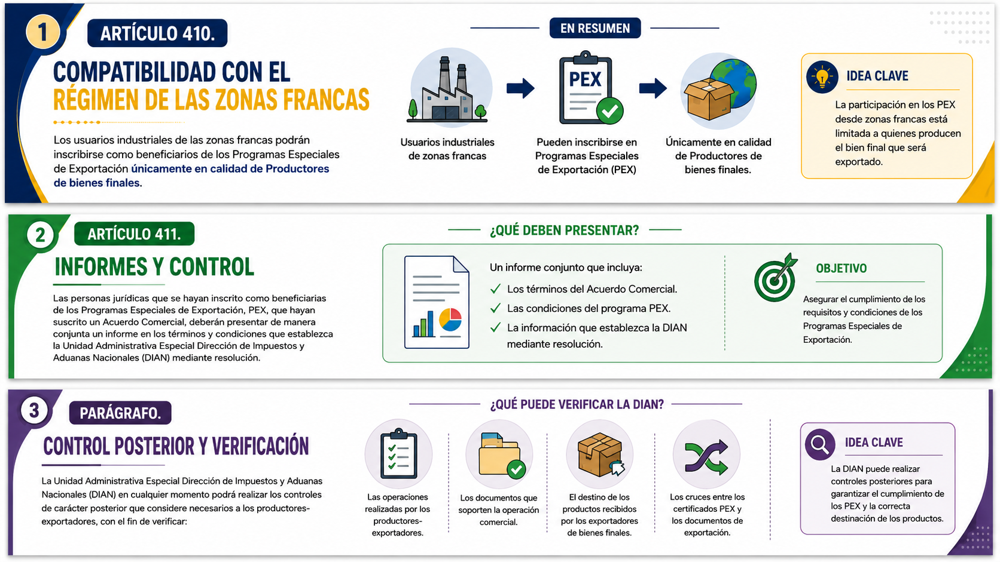 1
ARTÍCULO 410.
COMPATIBILIDAD CON EL
RÉGIMEN DE LAS ZONAS FRANCAS
Los usuarios industriales de las zonas francas podrán
inscribirse como beneficiarios de los Programas Especiales
de Exportación únicamente en calidad de Productores
de bienes finales.
EN RESUMEN
Usuarios industriales
de zonas francas
PEX
Pueden inscribirse en
Programas Especiales
de Exportación (PEX)
Únicamente en calidad
de Productores de
bienes finales.
IDEA CLAVE
La participación en los PEX
desde zonas francas está
limitada a quienes producen
el bien final que será
exportado.
2
ARTÍCULO 411.
INFORMES Y CONTROL
Las personas jurídicas que se hayan inscrito como beneficiarias
de los Programas Especiales de Exportación, PEX, que hayan
suscrito un Acuerdo Comercial, deberán presentar de manera
conjunta un informe en los términos y condiciones que establezca
la Unidad Administrativa Especial Dirección de Impuestos y
Aduanas Nacionales (DIAN) mediante resolución.
¿QUÉ DEBEN PRESENTAR?
Un informe conjunto que incluya:
Los términos del Acuerdo Comercial.
Las condiciones del programa PEX.
La información que establezca la DIAN
mediante resolución.
OBJETIVO
Asegurar el cumplimiento de los
requisitos y condiciones de los
Programas Especiales de
Exportación.
3
PARÁGRAFO.
CONTROL POSTERIOR Y VERIFICACIÓN
La Unidad Administrativa Especial Dirección de Impuestos y Aduanas
Nacionales (DIAN) en cualquier momento podrá realizar los controles
de carácter posterior que considere necesarios a los productores-
exportadores, con el fin de verificar:
¿QUÉ PUEDE VERIFICAR LA DIAN?
Las operaciones
realizadas por los
productores-
exportadores.
Los documentos que
soporten la operación
comercial.
El destino de los
productos recibidos
por los exportadores
de bienes finales.
Los cruces entre los
certificados PEX y
los documentos de
exportación.
IDEA CLAVE
La DIAN puede realizar
controles posteriores para
garantizar el cumplimiento de
los PEX y la correcta
destinación de los productos.